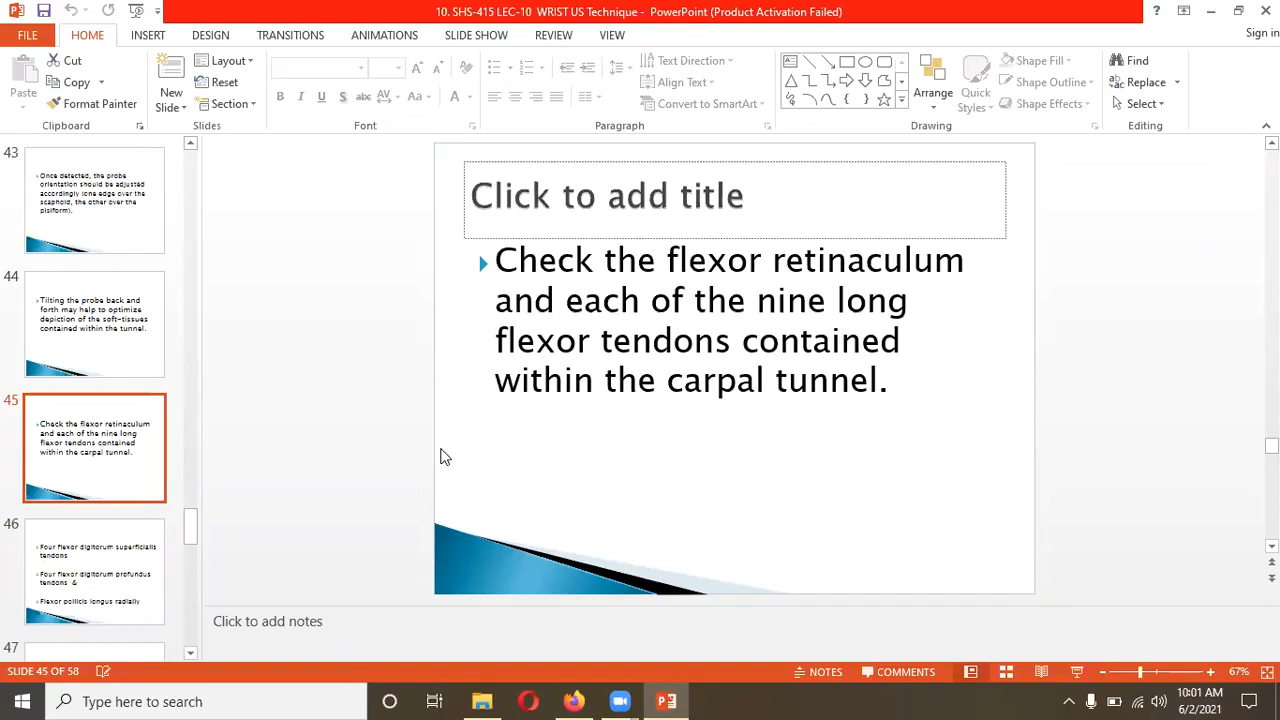 10. SHS-415 LEC-10  WRIST US Technique -  PowerPoint (Product Activation Failed)
FILE HOME INSERT DESIGN TRANSITIONS ANIMATIONS SLIDE SHOW REVIEW VIEW Sign in
Paste Cut Copy Format Painter
Clipboard
New Slide Layout Reset Section
Slides
B I U S abc AV Aa A
Font
Text Direction
Align Text
Convert to SmartArt
Paragraph
Arrange Quick Styles Shape Fill Shape Outline Shape Effects
Drawing
Find
Replace
Select
Editing
43
Once detected, the probe
orientation should be adjusted
accordingly (one edge over the
scaphoid, the other over the
pisiform).
44
Tilting the probe back and
forth may help to optimize
depiction of the soft-tissues
contained within the tunnel.
45
Check the flexor retinaculum
and each of the nine long
flexor tendons contained
within the carpal tunnel.
46
Four flexor digitorum superficialis
tendons
Four flexor digitorum profundus
tendons &
Flexor pollicis longus radially
47
Click to add title
Check the flexor retinaculum
and each of the nine long
flexor tendons contained
within the carpal tunnel.
Click to add notes
SLIDE 45 OF 58 NOTES COMMENTS 67%
Type here to search
10:01 AM
6/2/2021